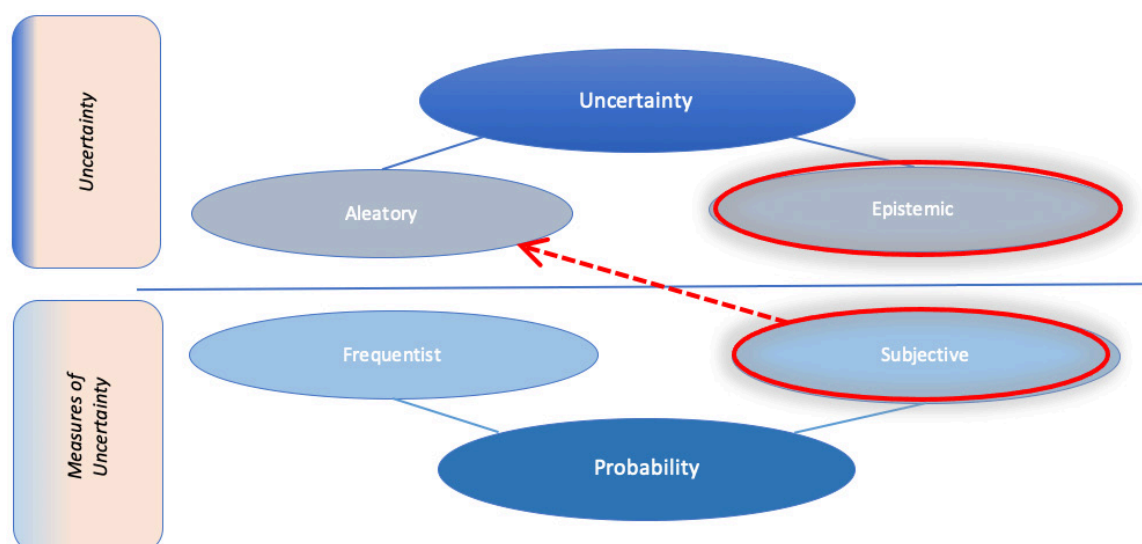 Uncertainty
Uncertainty
Aleatory
Epistemic
Measures of
Uncertainty
Frequentist
Subjective
Probability